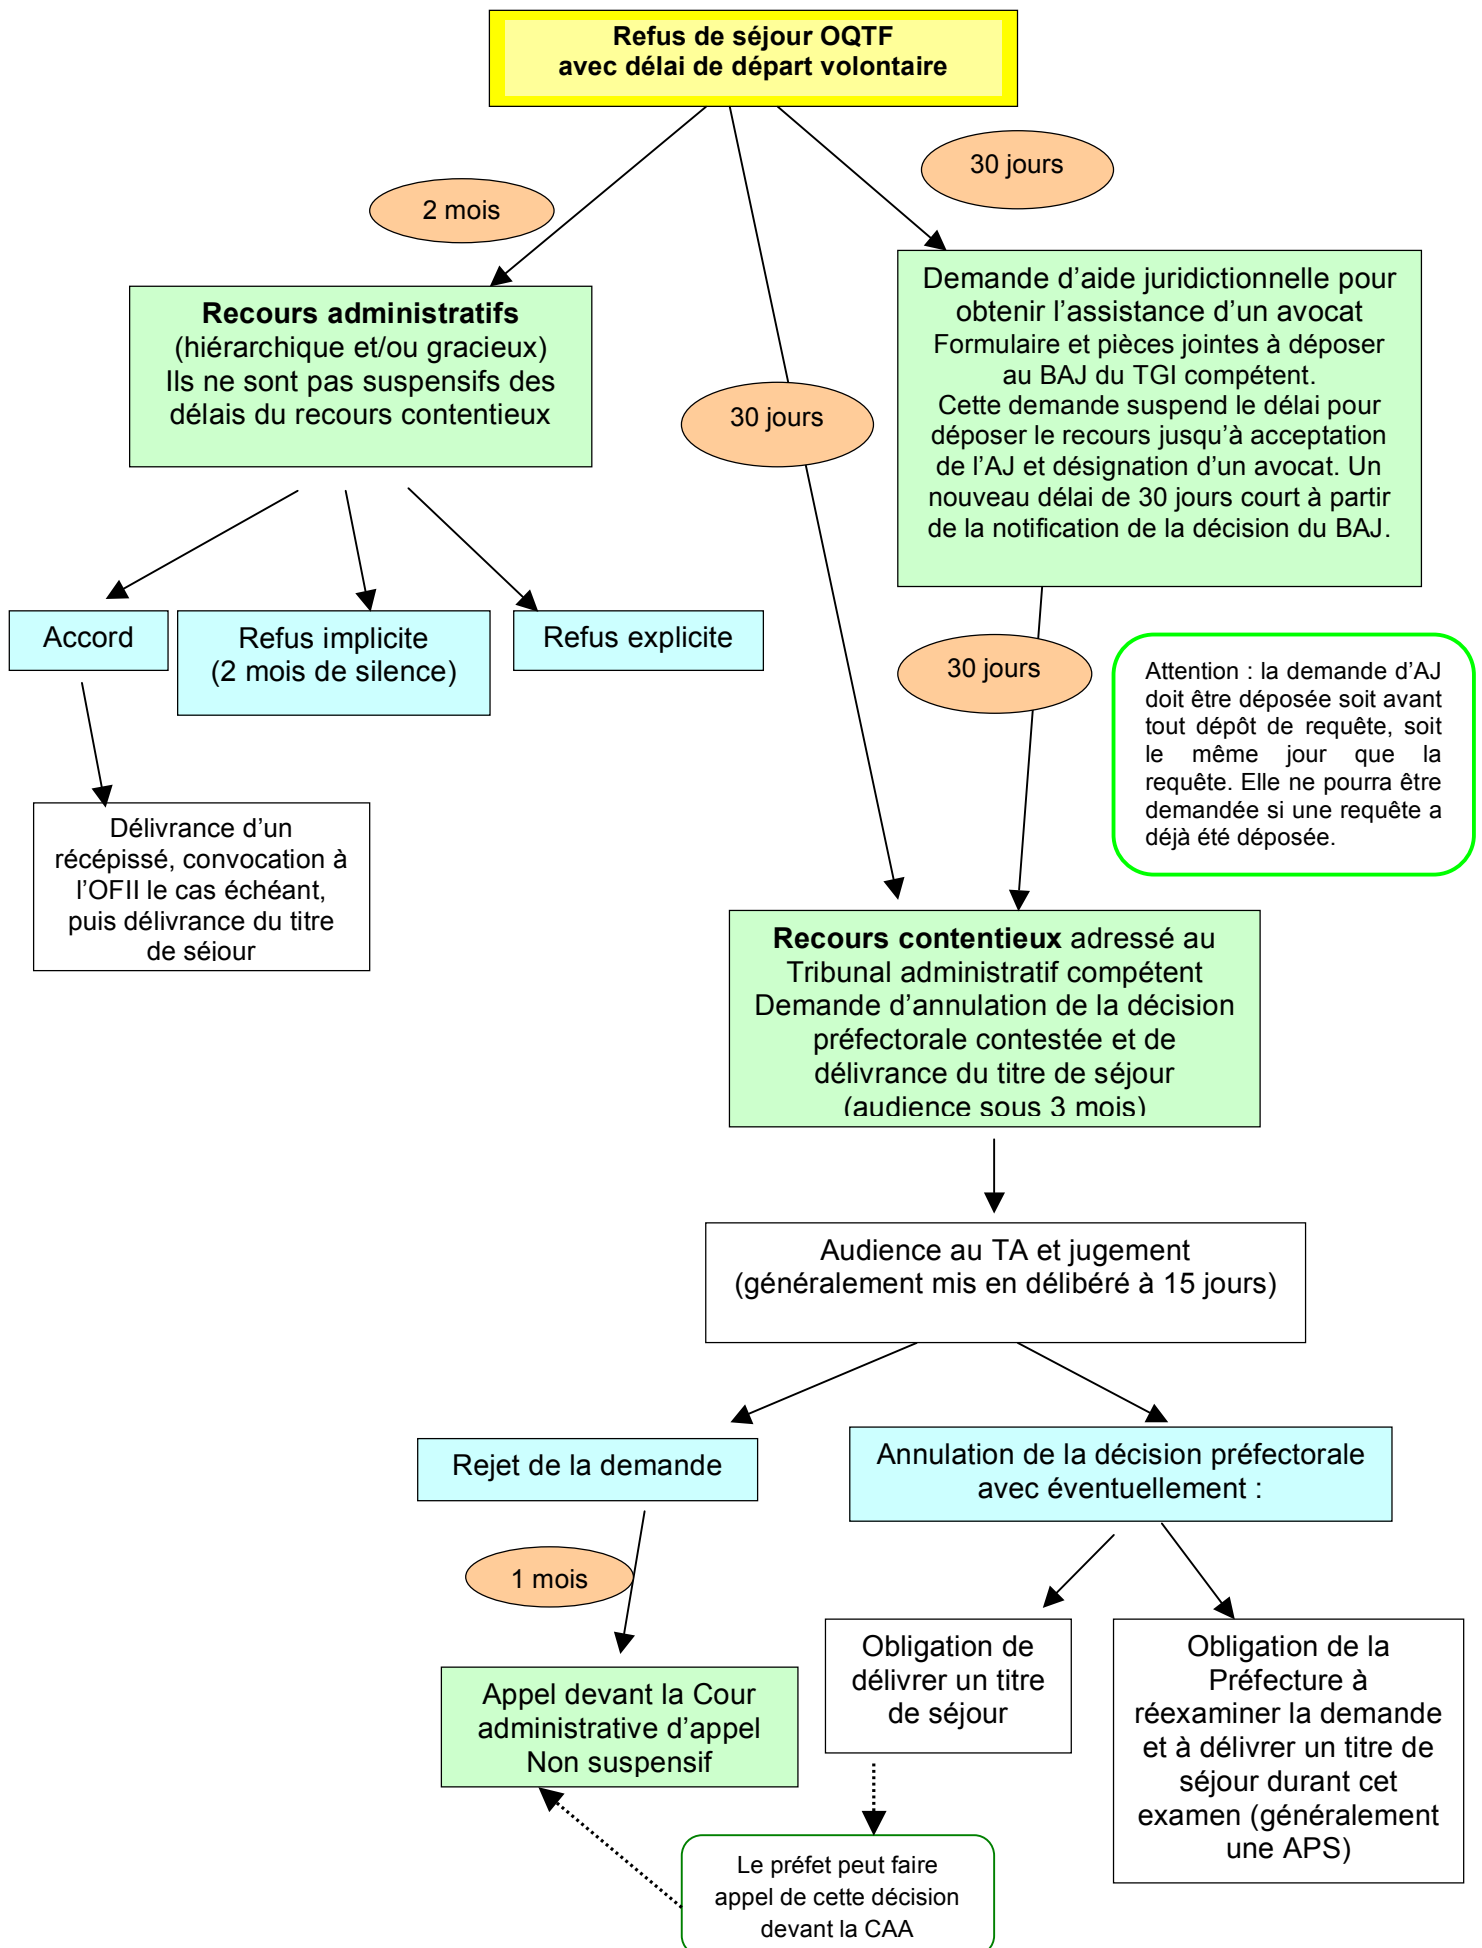 Refus de séjour OQTF
avec délai de départ volontaire
30 jours
2 mois
Recours administratifs
(hiérarchique et/ou gracieux)
Ils ne sont pas suspensifs des
délais du recours contentieux
30 jours
Demande d’aide juridictionnelle pour
obtenir l’assistance d’un avocat
Formulaire et pièces jointes à déposer
au BAJ du TGI compétent.
Cette demande suspend le délai pour
déposer le recours jusqu’à acceptation
de l’AJ et désignation d’un avocat. Un
nouveau délai de 30 jours court à partir
de la notification de la décision du BAJ.
Accord
Refus implicite
(2 mois de silence)
Refus explicite
30 jours
Attention : la demande d’AJ
doit être déposée soit avant
tout dépôt de requête, soit
le même jour que la
requête. Elle ne pourra être
demandée si une requête a
déjà été déposée.
Délivrance d’un
récépissé, convocation à
l’OFII le cas échéant,
puis délivrance du titre
de séjour
Recours contentieux adressé au
Tribunal administratif compétent
Demande d’annulation de la décision
préfectorale contestée et de
délivrance du titre de séjour
(audience sous 3 mois)
Audience au TA et jugement
(généralement mis en délibéré à 15 jours)
Rejet de la demande
Annulation de la décision préfectorale
avec éventuellement :
1 mois
Appel devant la Cour
administrative d’appel
Non suspensif
Obligation de
délivrer un titre
de séjour
Obligation de la
Préfecture à
réexaminer la demande
et à délivrer un titre de
séjour durant cet
examen (généralement
une APS)
Le préfet peut faire
appel de cette décision
devant la CAA